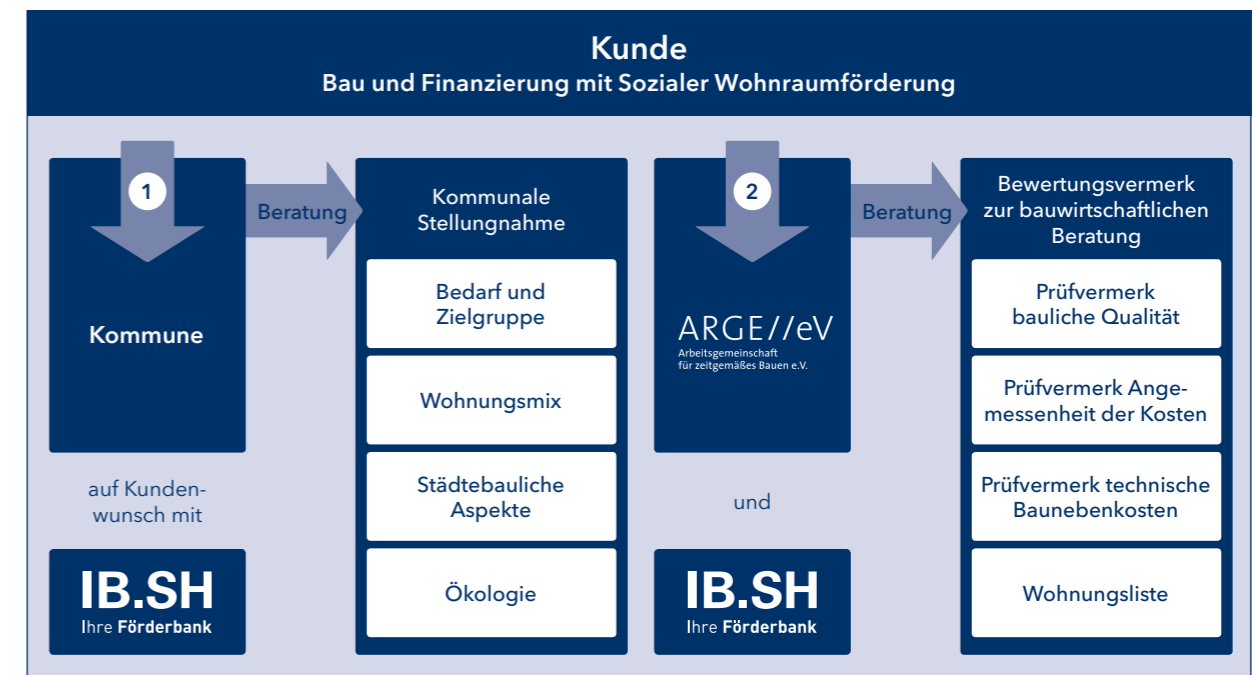 Kunde
Bau und Finanzierung mit Sozialer Wohnraumförderung
1
Kommune
auf Kunden-
wunsch mit
IB.SH
Ihre Förderbank
Beratung
Kommunale
Stellungnahme
Bedarf und
Zielgruppe
Wohnungsmix
Städtebauliche
Aspekte
Ökologie
2
ARGE//eV
Arbeitsgemeinschaft
für zeitgemäßes Bauen e.V.
und
IB.SH
Ihre Förderbank
Beratung
Bewertungsvermerk
zur bauwirtschaftlichen
Beratung
Prüfvermerk
bauliche Qualität
Prüfvermerk Ange-
messenheit der Kosten
Prüfvermerk technische
Baunebenkosten
Wohnungsliste